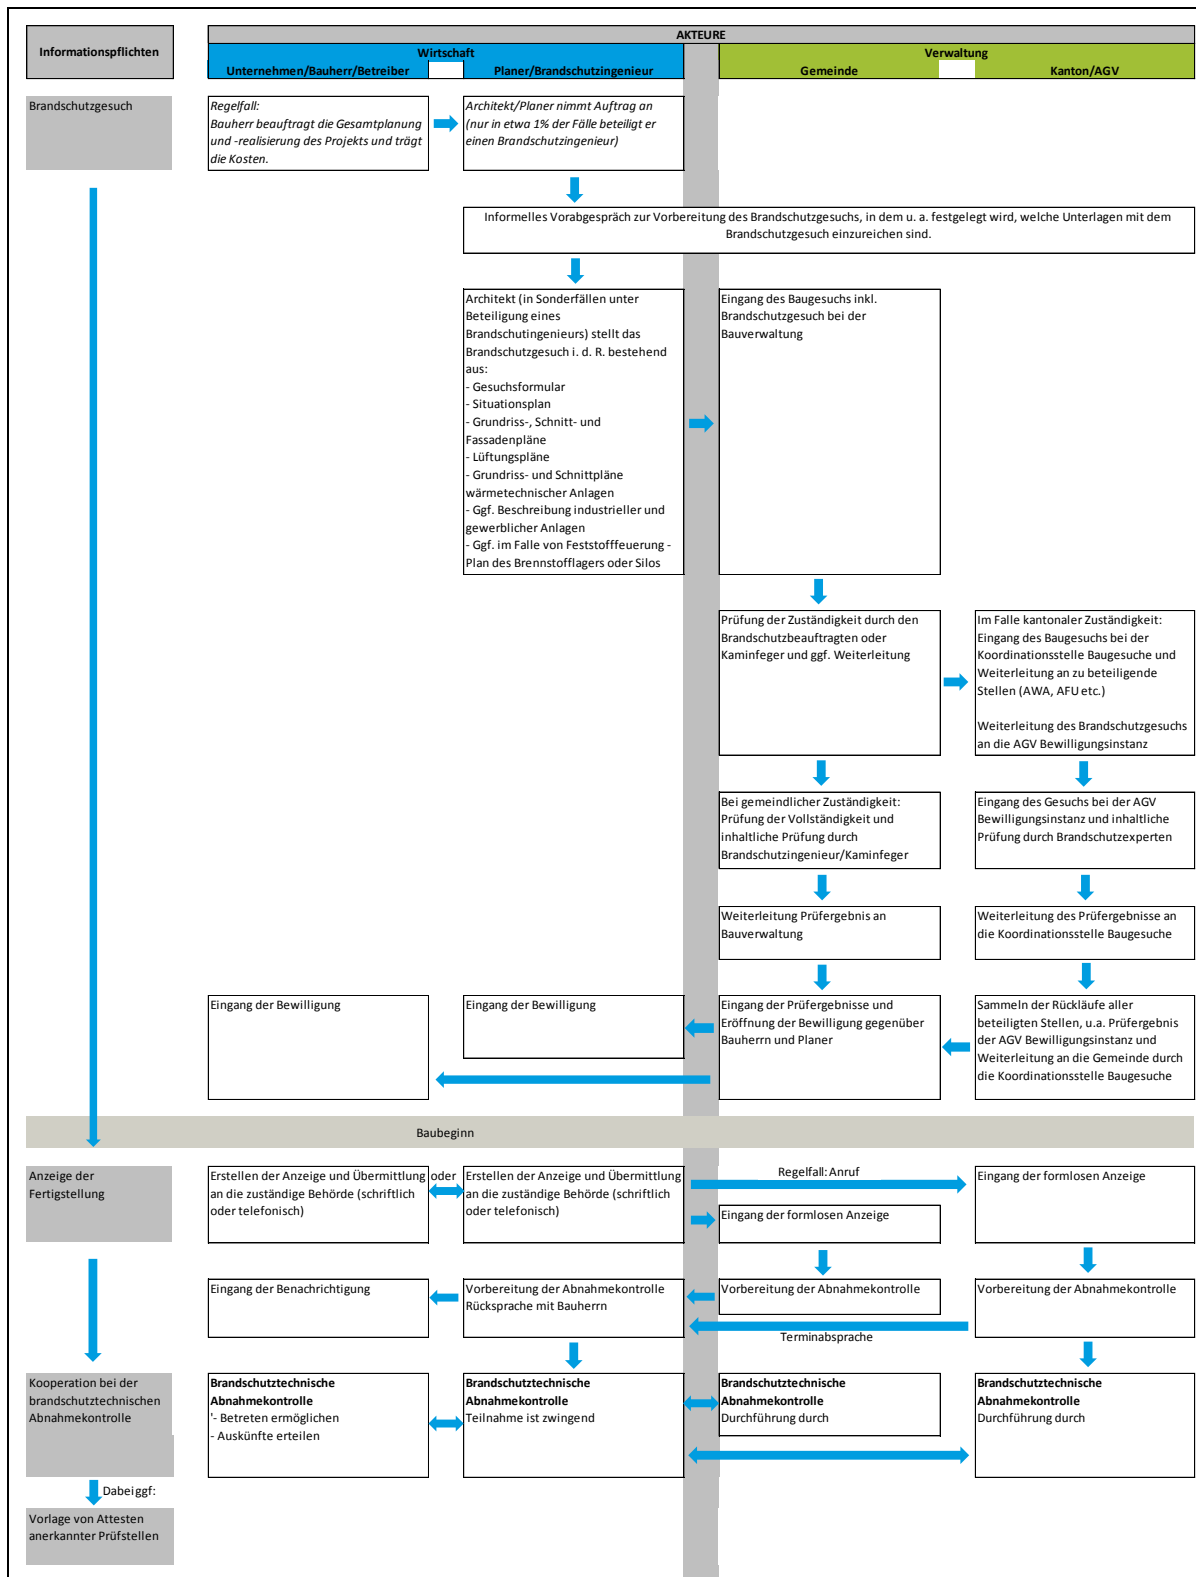 Informationspflichten
AKTEURE
Wirtschaft
Verwaltung
Unternehmen/Bauherr/Betreiber
Planer/Brandschutzingenieur
Gemeinde
Kanton/AGV
Brandschutzgesuch
Regelfall:
Bauherr beauftragt die Gesamtplanung
und -realisierung des Projekts und trägt
die Kosten.
Architekt/Planer nimmt Auftrag an
(nur in etwa 1% der Fälle beteiligt er
einen Brandschutzingenieur)
Informelles Vorabgespräch zur Vorbereitung des Brandschutzgesuchs, in dem u. a. festgelegt wird, welche Unterlagen mit dem
Brandschutzgesuch einzureichen sind.
Architekt (in Sonderfällen unter
Beteiligung eines
Brandschutingenieurs) stellt das
Brandschutzgesuch i. d. R. bestehend
aus:
- Gesuchsformular
- Situationsplan
- Grundriss-, Schnitt- und
Fassadenpläne
- Lüftungspläne
- Grundriss- und Schnittpläne
wärmetechnischer Anlagen
- Ggf. Beschreibung industrieller und
gewerblicher Anlagen
- Ggf. im Falle von Feststofffeuerung -
Plan des Brennstofflagers oder Silos
Eingang des Baugesuchs inkl.
Brandschutzgesuch bei der
Bauverwaltung
Prüfung der Zuständigkeit durch den
Brandschutzbeauftragten oder
Kaminfeger und ggf. Weiterleitung
Im Falle kantonaler Zuständigkeit:
Eingang des Baugesuchs bei der
Koordinationsstelle Baugesuche und
Weiterleitung an zu beteiligende
Stellen (AWA, AFU etc.)
Weiterleitung des Brandschutzgesuchs
an die AGV Bewilligungsinstanz
Bei gemeindlicher Zuständigkeit:
Prüfung der Vollständigkeit und
inhaltliche Prüfung durch
Brandschutzingenieur/Kaminfeger
Eingang des Gesuchs bei der AGV
Bewilligungsinstanz und inhaltliche
Prüfung durch Brandschutzexperten
Weiterleitung Prüfergebnis an
Bauverwaltung
Weiterleitung des Prüfergebnisse an
die Koordinationsstelle Baugesuche
Eingang der Bewilligung
Eingang der Bewilligung
Eingang der Prüfergebnisse und
Eröffnung der Bewilligung gegenüber
Bauherrn und Planer
Sammeln der Rückläufe aller
beteiligten Stellen, u.a. Prüfergebnis
der AGV Bewilligungsinstanz und
Weiterleitung an die Gemeinde durch
die Koordinationsstelle Baugesuche
Baubeginn
Anzeige der
Fertigstellung
Erstellen der Anzeige und Übermittlung
an die zuständige Behörde (schriftlich
oder telefonisch)
oder
Erstellen der Anzeige und Übermittlung
an die zuständige Behörde (schriftlich
oder telefonisch)
Regelfall: Anruf
Eingang der formlosen Anzeige
Eingang der formlosen Anzeige
Eingang der Benachrichtigung
Vorbereitung der Abnahmekontrolle
Rücksprache mit Bauherrn
Vorbereitung der Abnahmekontrolle
Vorbereitung der Abnahmekontrolle
Terminabsprache
Kooperation bei der
brandschutztechnischen
Abnahmekontrolle
Brandschutztechnische
Abnahmekontrolle
'- Betreten ermöglichen
- Auskünfte erteilen
Brandschutztechnische
Abnahmekontrolle
Teilnahme ist zwingend
Brandschutztechnische
Abnahmekontrolle
Durchführung durch
Brandschutztechnische
Abnahmekontrolle
Durchführung durch
Dabei ggf:
Vorlage von Attesten
anerkannter Prüfstellen